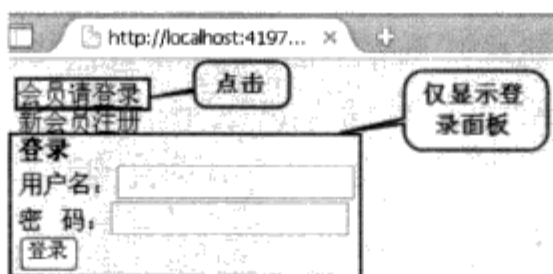 http://localhost:4197...
会员请登录
点击
新会员注册
仅显示登
录面板
登录
用户名：
密 码：
登录